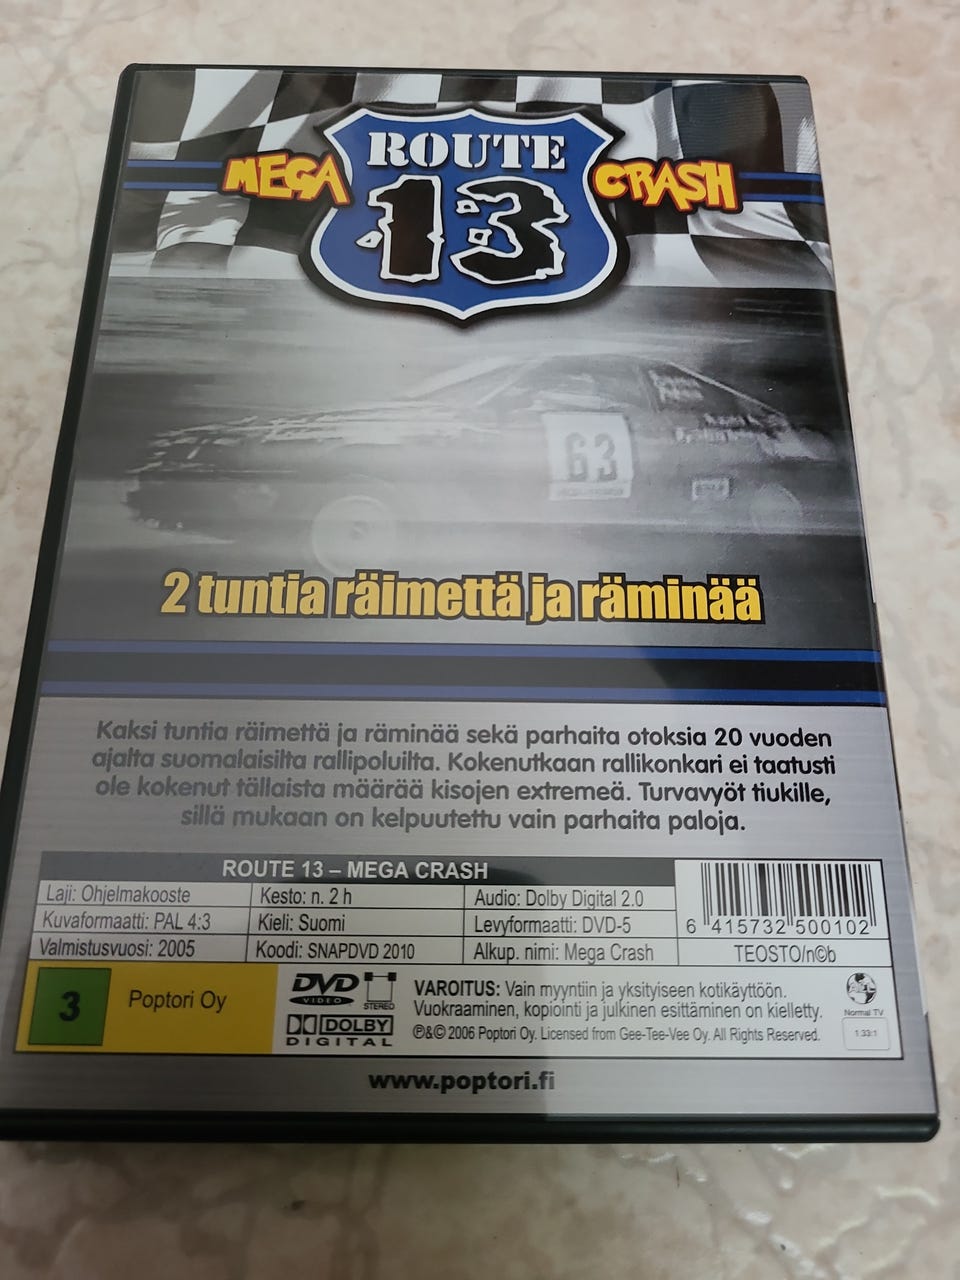 MEGA ROUTE 13 CRASH
63
2 tuntia räimettä ja räminää
Kaksi tuntia räimettä ja räminää sekä parhaita otoksia 20 vuoden
ajalta suomalaisilta rallipoluilta. Kokenutkaan rallikonkari ei taatusti
ole kokenut tällaista määrää kisojen extremeä. Turvavyöt tiukille,
sillä mukaan on kelpuutettu vain parhaita paloja.
ROUTE 13 – MEGA CRASH
Laji: Ohjelmakooste Kesto: n. 2 h Audio: Dolby Digital 2.0
Kuvaformaatti: PAL 4:3 Kieli: Suomi Levyformaatti: DVD-5
Valmistusvuosi: 2005 Koodi: SNAPDVD 2010 Alkup. nimi: Mega Crash
6 415732 500102
TEOSTO/n©b
3 Poptori Oy
DVD VIDEO
STEREO
DOLBY DIGITAL
VAROITUS: Vain myyntiin ja yksityiseen kotikäyttöön.
Vuokraaminen, kopiointi ja julkinen esittäminen on kielletty.
℗&© 2006 Poptori Oy. Licensed from Gee-Tee-Vee Oy. All Rights Reserved.
ALL
Normal TV
1.33:1
www.poptori.fi